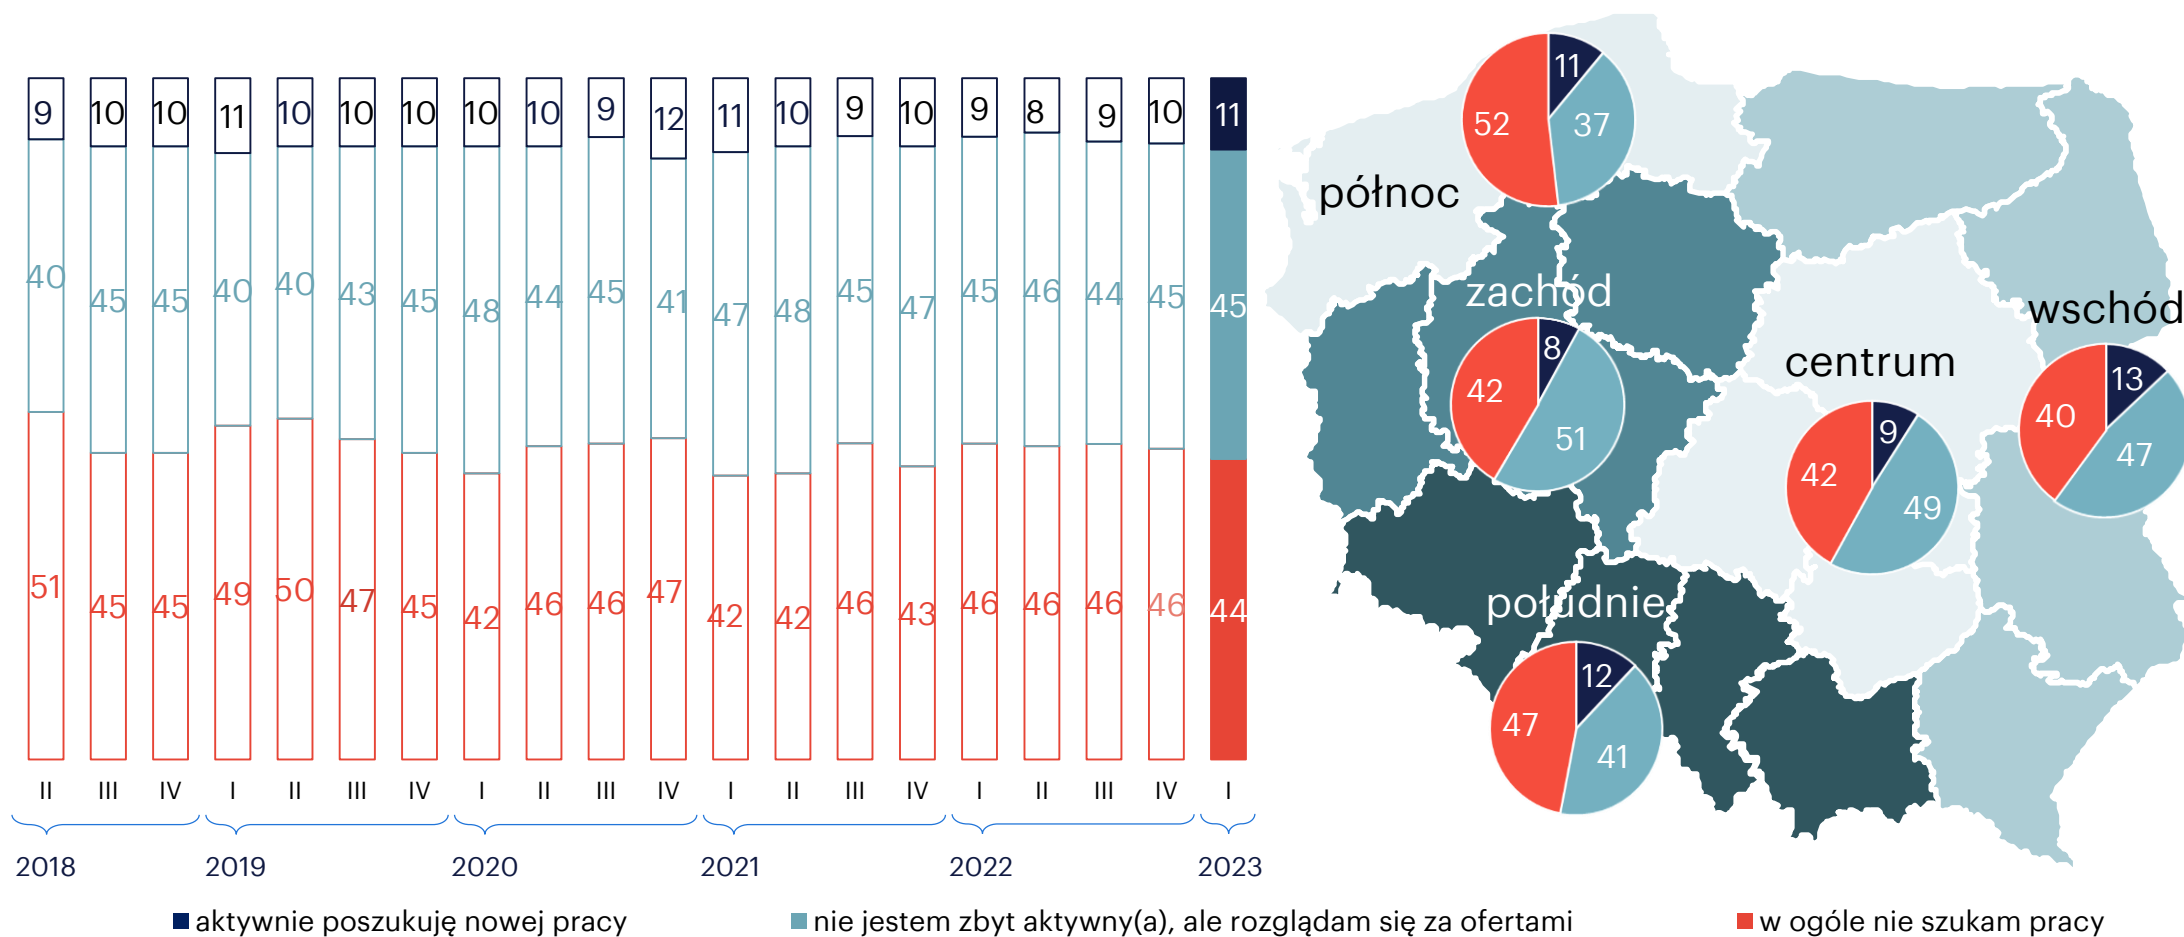 9 10 10 11 10 10 10 10 10 9 12 11 10 9 10 9 8 9 10 11
40 45 45 40 40 43 45 48 44 45 41 47 48 45 47 45 46 44 45 45
51 45 45 49 50 47 45 42 46 46 47 42 42 46 43 46 46 46 46 44
II III IV I II III IV I II III IV I II III IV I II III IV I
2018 2019 2020 2021 2022 2023
północ
11
37
52
zachód
8
51
42
centrum
9
49
42
wschód
13
47
40
południe
12
41
47
aktywnie poszukuję nowej pracy
nie jestem zbyt aktywny(a), ale rozglądam się za ofertami
w ogóle nie szukam pracy